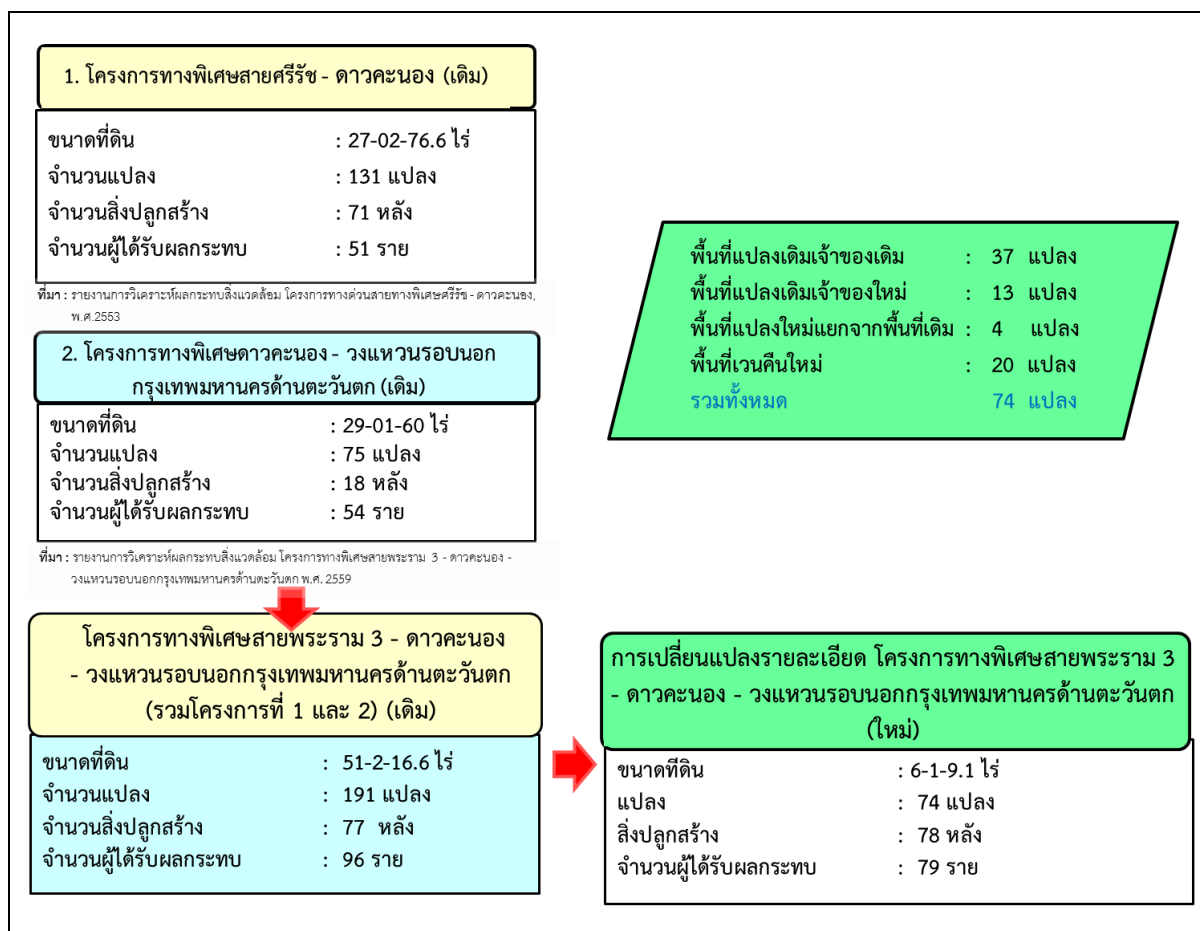 1. โครงการทางพิเศษสายศรีรัช - ดาวคะนอง (เดิม)
ขนาดที่ดิน : 27-02-76.6 ไร่
จำนวนแปลง : 131 แปลง
จำนวนสิ่งปลูกสร้าง : 71 หลัง
จำนวนผู้ได้รับผลกระทบ : 51 ราย
ที่มา : รายงานการวิเคราะห์ผลกระทบสิ่งแวดล้อม โครงการทางด่วนสายทางพิเศษศรีรัช - ดาวคะนอง,
พ.ศ.2553
2. โครงการทางพิเศษดาวคะนอง - วงแหวนรอบนอก
กรุงเทพมหานครด้านตะวันตก (เดิม)
ขนาดที่ดิน : 29-01-60 ไร่
จำนวนแปลง : 75 แปลง
จำนวนสิ่งปลูกสร้าง : 18 หลัง
จำนวนผู้ได้รับผลกระทบ : 54 ราย
ที่มา : รายงานการวิเคราะห์ผลกระทบสิ่งแวดล้อม โครงการทางพิเศษสายพระราม 3 - ดาวคะนอง -
วงแหวนรอบนอกกรุงเทพมหานครด้านตะวันตก พ.ศ. 2559
พื้นที่แปลงเดิมเจ้าของเดิม : 37 แปลง
พื้นที่แปลงเดิมเจ้าของใหม่ : 13 แปลง
พื้นที่แปลงใหม่แยกจากพื้นที่เดิม : 4 แปลง
พื้นที่เวนคืนใหม่ : 20 แปลง
รวมทั้งหมด 74 แปลง
โครงการทางพิเศษสายพระราม 3 - ดาวคะนอง
- วงแหวนรอบนอกกรุงเทพมหานครด้านตะวันตก
(รวมโครงการที่ 1 และ 2) (เดิม)
ขนาดที่ดิน : 51-2-16.6 ไร่
จำนวนแปลง : 191 แปลง
จำนวนสิ่งปลูกสร้าง : 77 หลัง
จำนวนผู้ได้รับผลกระทบ : 96 ราย
การเปลี่ยนแปลงรายละเอียด โครงการทางพิเศษสายพระราม 3
- ดาวคะนอง - วงแหวนรอบนอกกรุงเทพมหานครด้านตะวันตก
(ใหม่)
ขนาดทีดิน : 6-1-9.1 ไร่
แปลง : 74 แปลง
สิ่งปลูกสร้าง : 78 หลัง
จำนวนผู้ได้รับผลกระทบ : 79 ราย